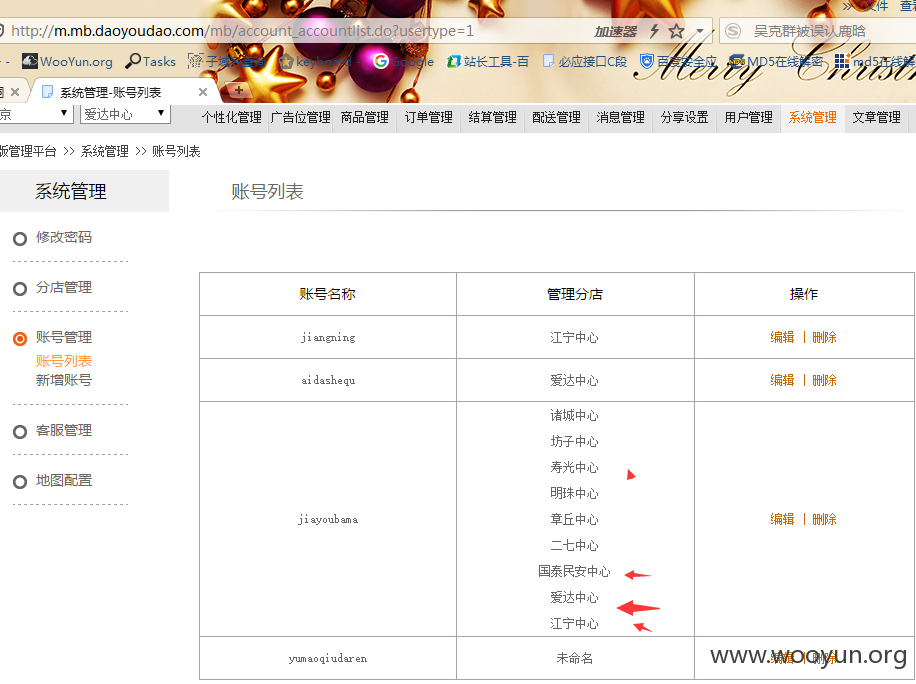 » 文件 查看
http://m.mb.daoyoudao.com/mb/account_accountlist.do?usertype=1 加速器 吴克群被误认鹿晗
WooYun.org Tasks keyboard Google 站长工具-百 必应接口C段 百度安全应 MD5在线解密 md5在线解
Merry Christm
系统管理-账号列表
京 爱达中心 个性化管理 广告位管理 商品管理 订单管理 结算管理 配送管理 消息管理 分享设置 用户管理 系统管理 文章管理
版管理平台 >> 系统管理 >> 账号列表
系统管理
修改密码
分店管理
账号管理
账号列表
新增账号
客服管理
地图配置
账号列表
账号名称 管理分店 操作
jiangning 江宁中心 编辑 | 删除
aidashequ 爱达中心 编辑 | 删除
诸城中心
坊子中心
寿光中心
明珠中心
jiayoubama 章丘中心 编辑 | 删除
二七中心
国泰民安中心
爱达中心
江宁中心
yumaoqiudaren 未命名 编辑 | 删除
www.wooyun.org